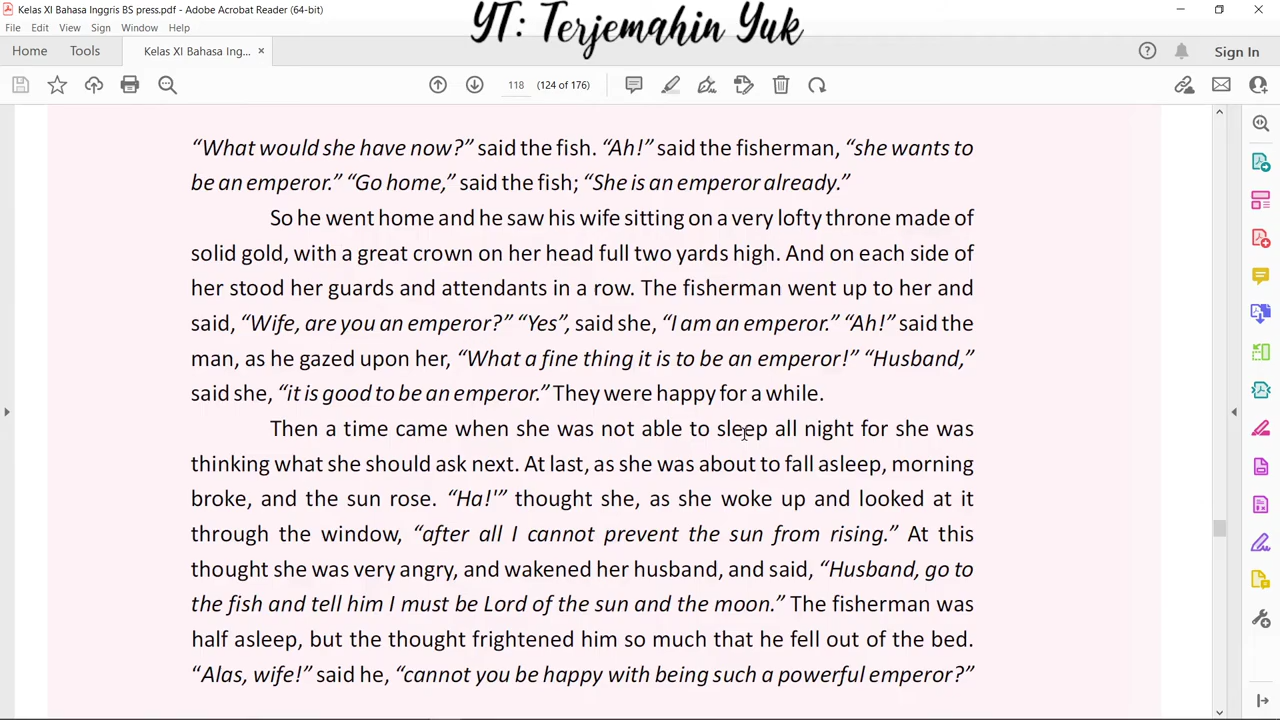 Kelas XI Bahasa Inggris BS press.pdf - Adobe Acrobat Reader (64-bit)
YT: Terjemahin Yuk
File Edit View Sign Window Help
Home Tools Kelas XI Bahasa Ing... × Sign In
118 (124 of 176)
“What would she have now?” said the fish. “Ah!” said the fisherman, “she wants to
be an emperor.” “Go home,” said the fish; “She is an emperor already.”
So he went home and he saw his wife sitting on a very lofty throne made of
solid gold, with a great crown on her head full two yards high. And on each side of
her stood her guards and attendants in a row. The fisherman went up to her and
said, “Wife, are you an emperor?” “Yes”, said she, “I am an emperor.” “Ah!” said the
man, as he gazed upon her, “What a fine thing it is to be an emperor!” “Husband,”
said she, “it is good to be an emperor.” They were happy for a while.
Then a time came when she was not able to sleep all night for she was
thinking what she should ask next. At last, as she was about to fall asleep, morning
broke, and the sun rose. “Ha!'” thought she, as she woke up and looked at it
through the window, “after all I cannot prevent the sun from rising.” At this
thought she was very angry, and wakened her husband, and said, “Husband, go to
the fish and tell him I must be Lord of the sun and the moon.” The fisherman was
half asleep, but the thought frightened him so much that he fell out of the bed.
“Alas, wife!” said he, “cannot you be happy with being such a powerful emperor?”